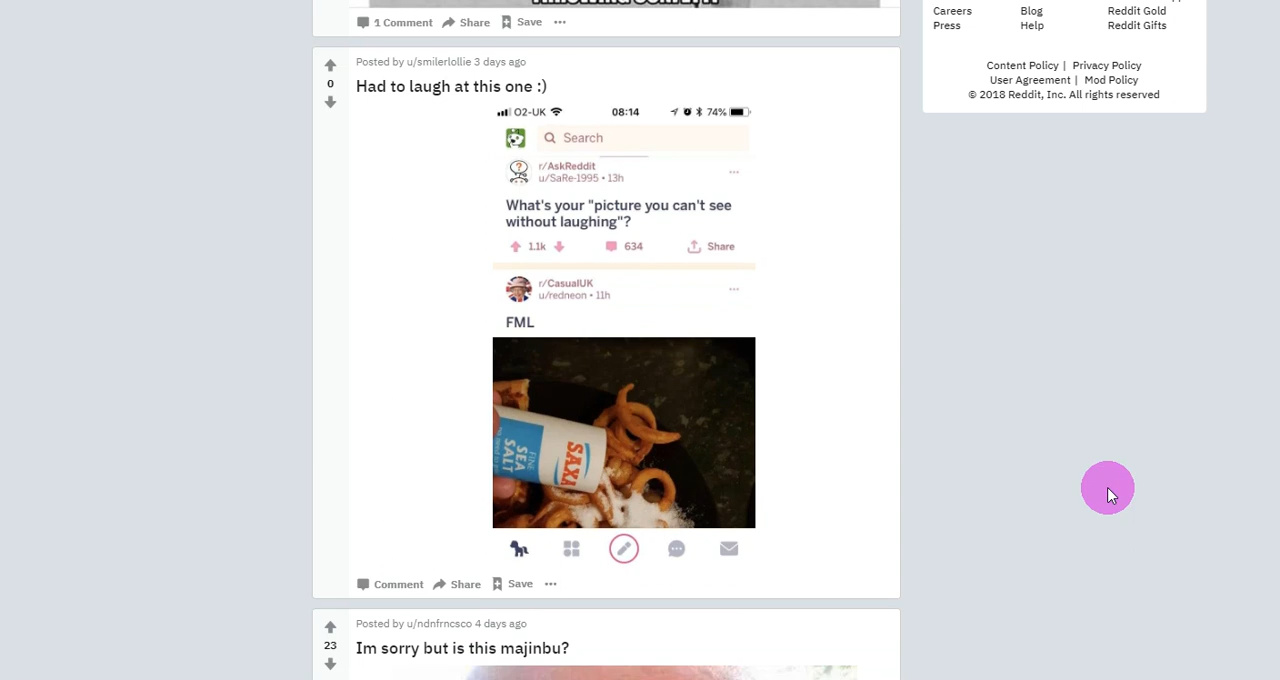 1 Comment Share Save
Careers Blog Reddit Gold
Press Help Reddit Gifts
Content Policy | Privacy Policy
User Agreement | Mod Policy
© 2018 Reddit, Inc. All rights reserved
Posted by u/smilerlollie 3 days ago
0
Had to laugh at this one :)
O2-UK 08:14 74%
Search
r/AskReddit
u/SaRe-1995 • 13h
What's your "picture you can't see
without laughing"?
1.1k 634 Share
r/CasualUK
u/redneon • 11h
FML
FINE
SEA
SALT
SAXA
Comment Share Save
Posted by u/ndnfrncsco 4 days ago
23
Im sorry but is this majinbu?